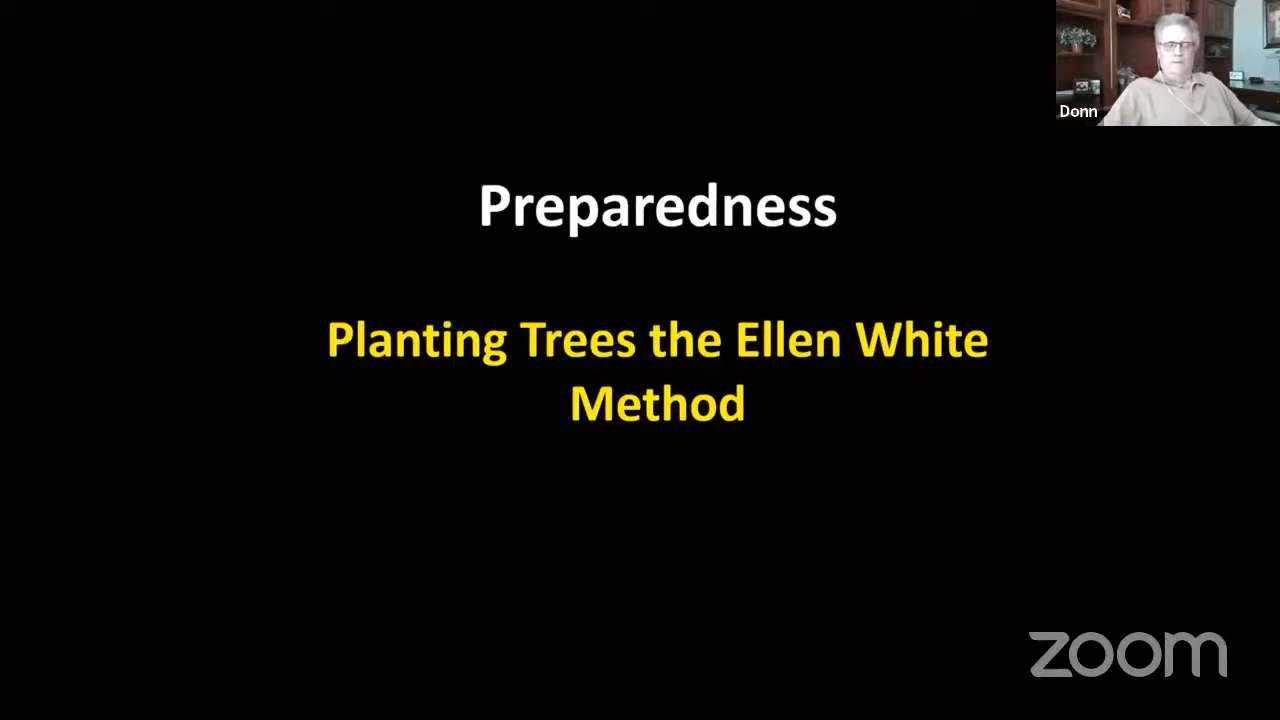 Donn
Preparedness
Planting Trees the Ellen White
Method
zoom